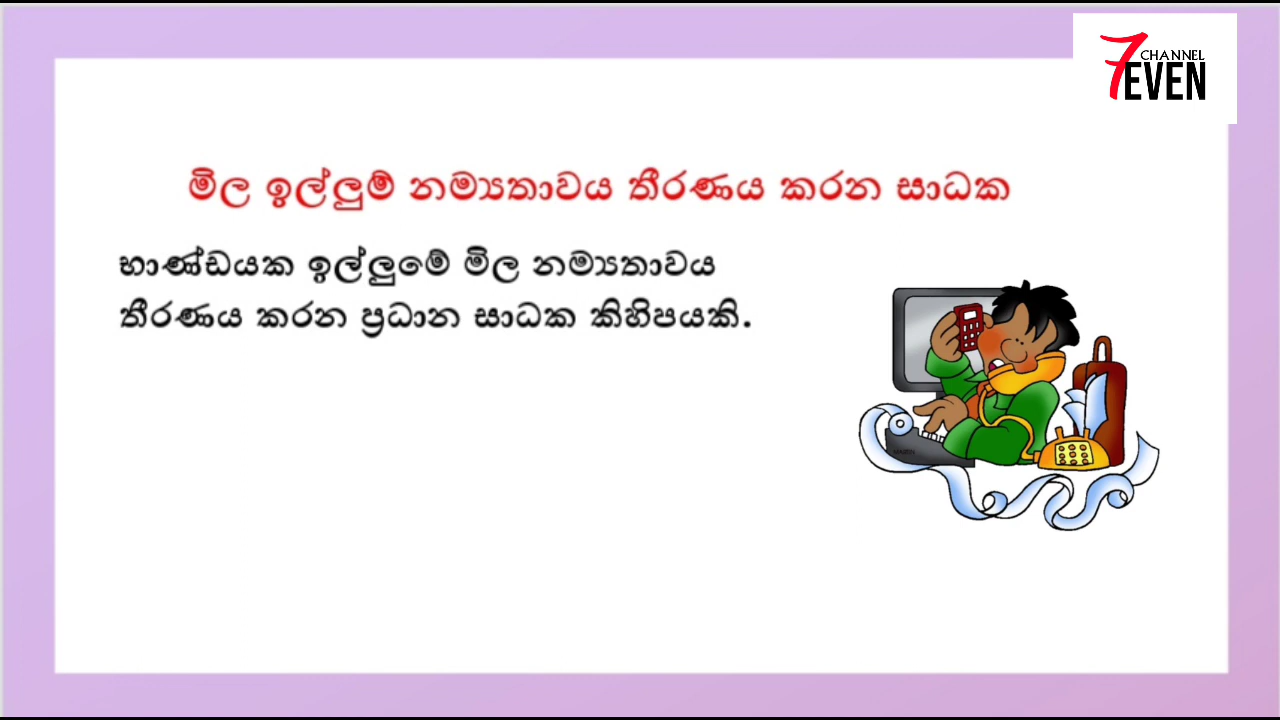 7
CHANNEL
EVEN
මිල ඉල්ලුම් නම්‍යතාවය තීරණය කරන සාධක
භාණ්ඩයක ඉල්ලුමේ මිල නම්‍යතාවය
තීරණය කරන ප්‍රධාන සාධක කිහිපයකි.